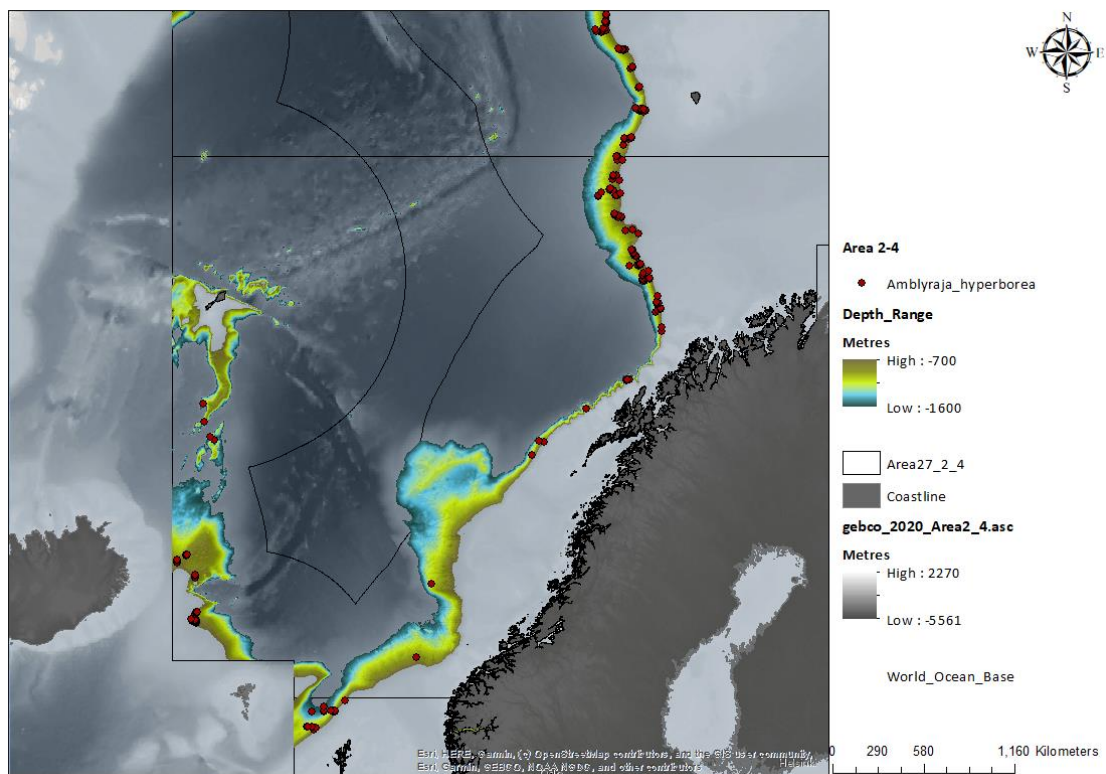 N
W E
S
Area 2-4
Amblyraja_hyperborea
Depth_Range
Metres
High : -700
Low : -1600
Area27_2_4
Coastline
gebco_2020_Area2_4.asc
Metres
High : 2270
Low : -5561
World_Ocean_Base
0 290 580 1,160 Kilometers
Esri, HERE, Garmin, (c) OpenStreetMap contributors, and the GIS user community,
Esri, Garmin, GEBCO, NOAA NGDC, and other contributors